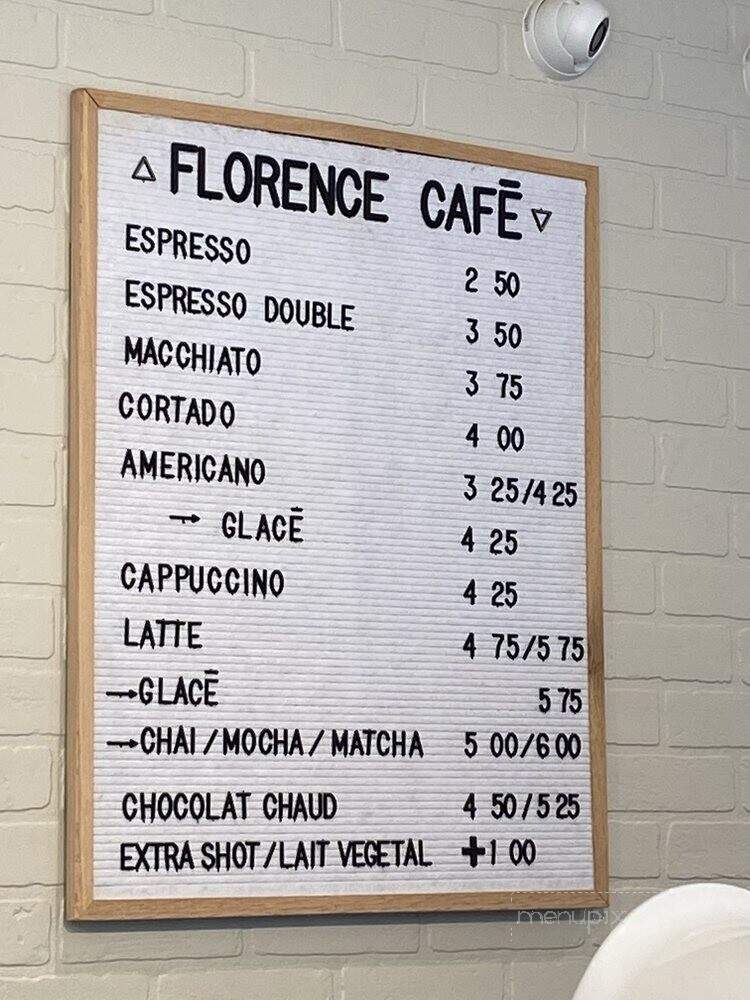 △ FLORENCE CAFĒ ▽
ESPRESSO 2 50
ESPRESSO DOUBLE 3 50
MACCHIATO 3 75
CORTADO 4 00
AMERICANO 3 25/4 25
→ GLACĒ 4 25
CAPPUCCINO 4 25
LATTE 4 75/5 75
→GLACĒ 5 75
→CHAI/MOCHA/MATCHA 5 00/6 00
CHOCOLAT CHAUD 4 50/5 25
EXTRA SHOT/LAIT VEGETAL +1 00
menupix